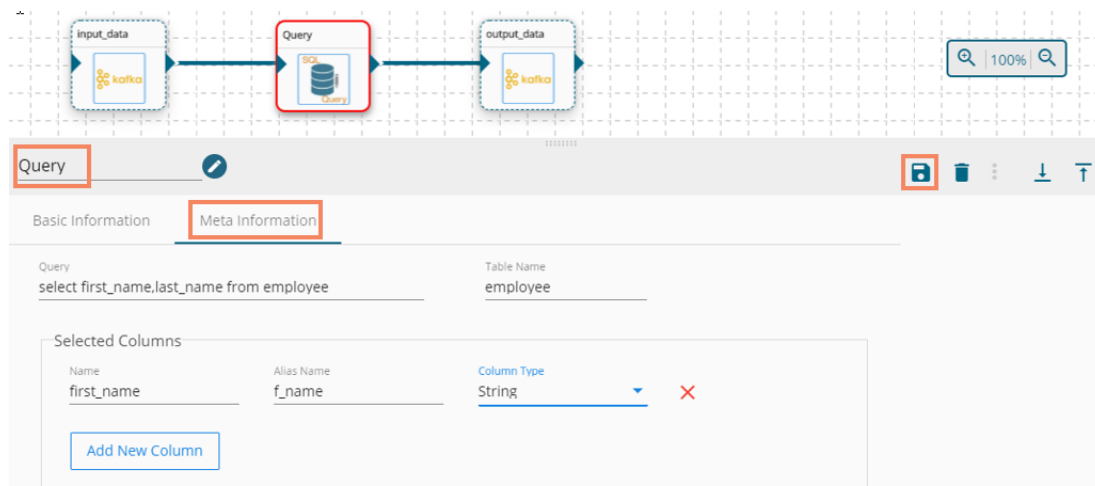 input_data
Query
output_data
kafka
SQL
Query
kafka
100%
Query
Basic Information
Meta Information
Query
Table Name
select first_name,last_name from employee
employee
Selected Columns
Name
Alias Name
Column Type
first_name
f_name
String
Add New Column